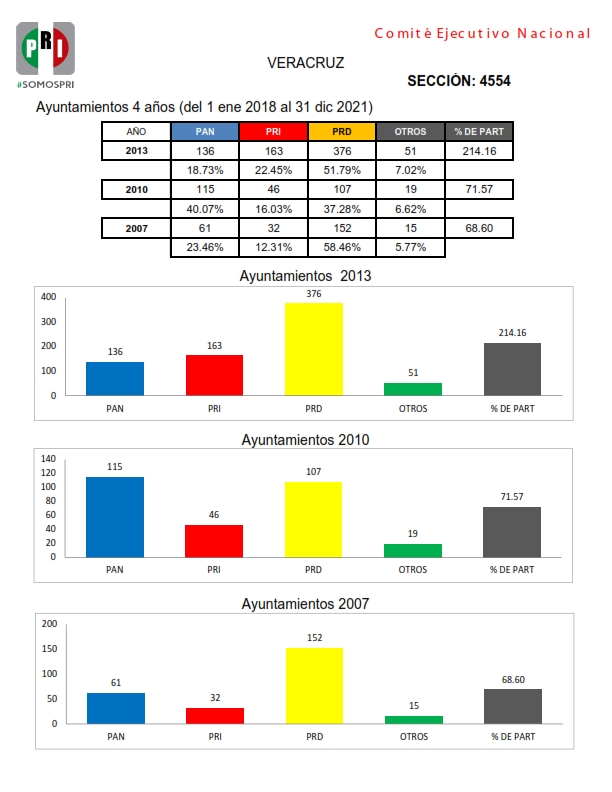 Comité Ejecutivo Nacional
PRI
#SOMOSPRI
VERACRUZ
SECCIÓN: 4554
Ayuntamientos 4 años (del 1 ene 2018 al 31 dic 2021)
AÑO PAN PRI PRD OTROS % DE PART
2013 136 163 376 51 214.16
18.73% 22.45% 51.79% 7.02%
2010 115 46 107 19 71.57
40.07% 16.03% 37.28% 6.62%
2007 61 32 152 15 68.60
23.46% 12.31% 58.46% 5.77%
Ayuntamientos 2013
400
300
200
100
0
136 163 376 51 214.16
PAN PRI PRD OTROS % DE PART
Ayuntamientos 2010
140
120
100
80
60
40
20
0
115 46 107 19 71.57
PAN PRI PRD OTROS % DE PART
Ayuntamientos 2007
200
150
100
50
0
61 32 152 15 68.60
PAN PRI PRD OTROS % DE PART